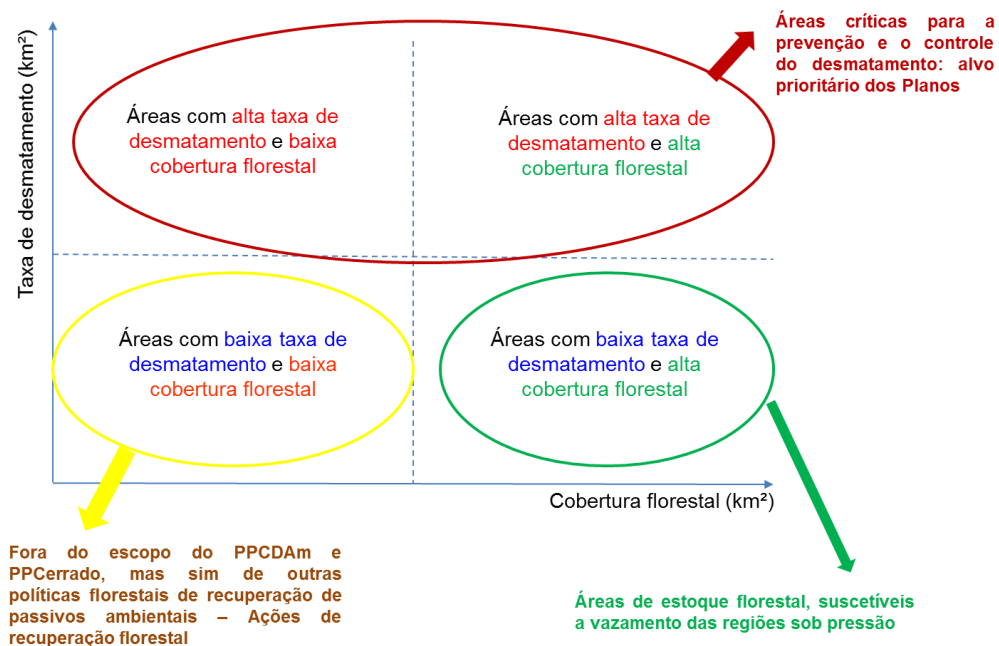 Áreas críticas para a
prevenção e o controle
do desmatamento: alvo
prioritário dos Planos
Taxa de desmatamento (km²)
Áreas com alta taxa de
desmatamento e baixa
cobertura florestal
Áreas com alta taxa de
desmatamento e alta
cobertura florestal
Áreas com baixa taxa de
desmatamento e baixa
cobertura florestal
Áreas com baixa taxa de
desmatamento e alta
cobertura florestal
Cobertura florestal (km²)
Fora do escopo do PPCDAm e
PPCerrado, mas sim de outras
políticas florestais de recuperação de
passivos ambientais – Ações de
recuperação florestal
Áreas de estoque florestal, suscetíveis
a vazamento das regiões sob pressão